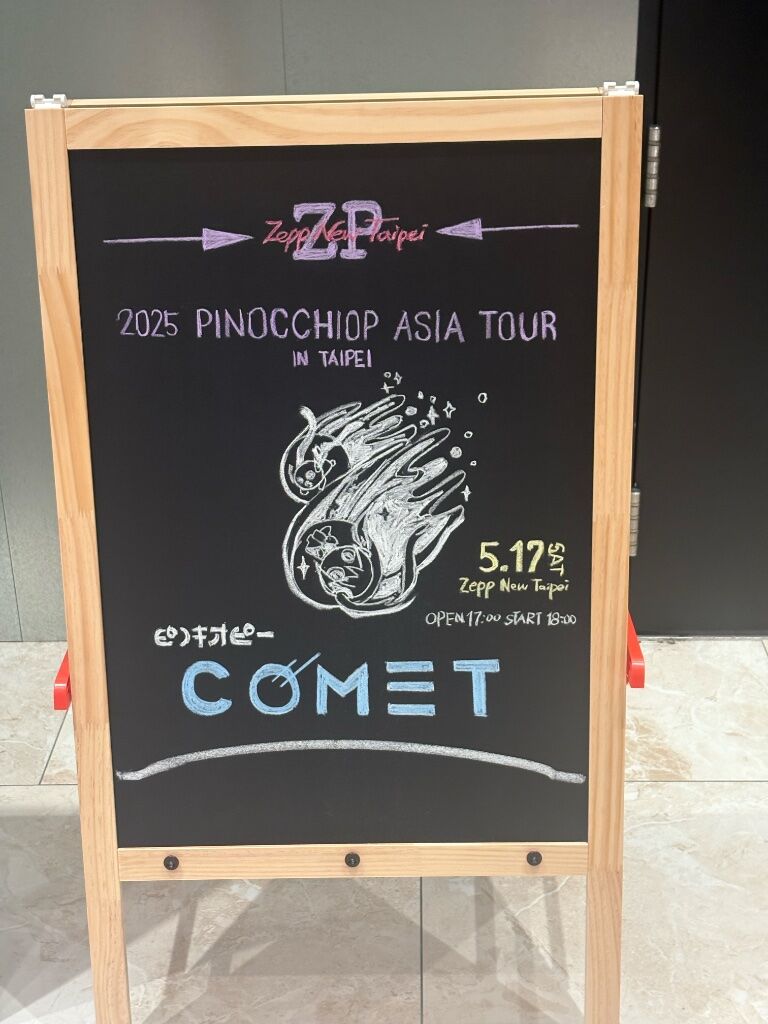 ZP
Zepp New Taipei
2025 PINOCCHIOP ASIA TOUR
IN TAIPEI
5.17 SAT
Zepp New Taipei
OPEN 17:00 START 18:00
ピノキオピー
COMET